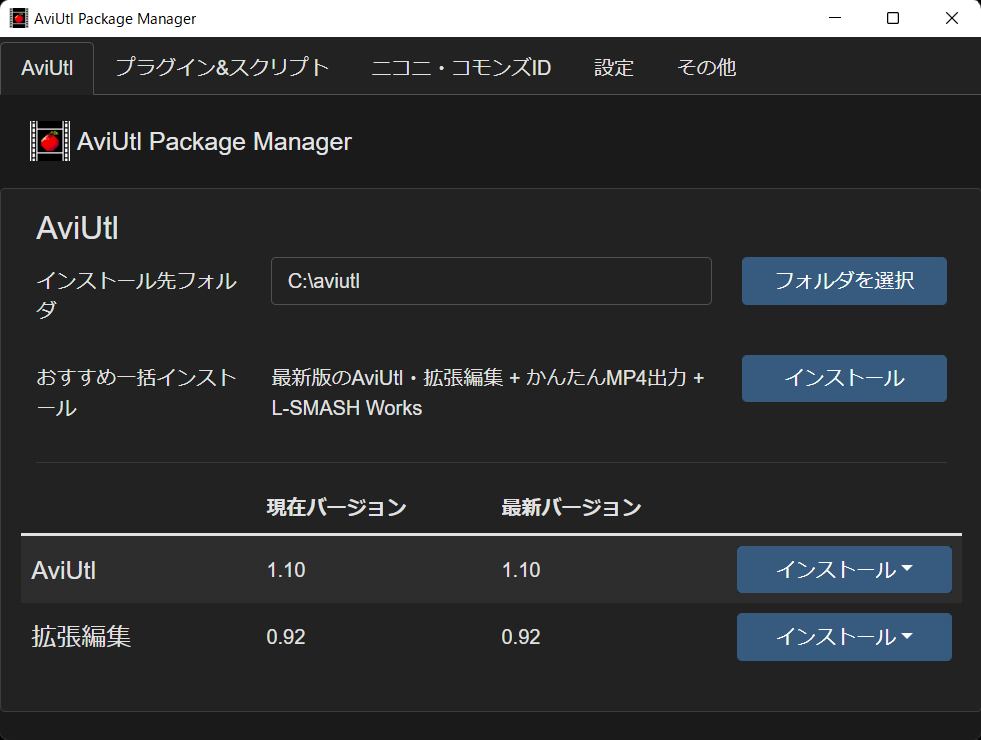 AviUtl Package Manager
AviUtl プラグイン&スクリプト ニコニ・コモンズID 設定 その他
AviUtl Package Manager
AviUtl
インストール先フォル
ダ
C:\aviutl
フォルダを選択
おすすめ一括インスト
ール
最新版のAviUtl・拡張編集 + かんたんMP4出力 +
L-SMASH Works
インストール
現在バージョン 最新バージョン
AviUtl 1.10 1.10 インストール
拡張編集 0.92 0.92 インストール